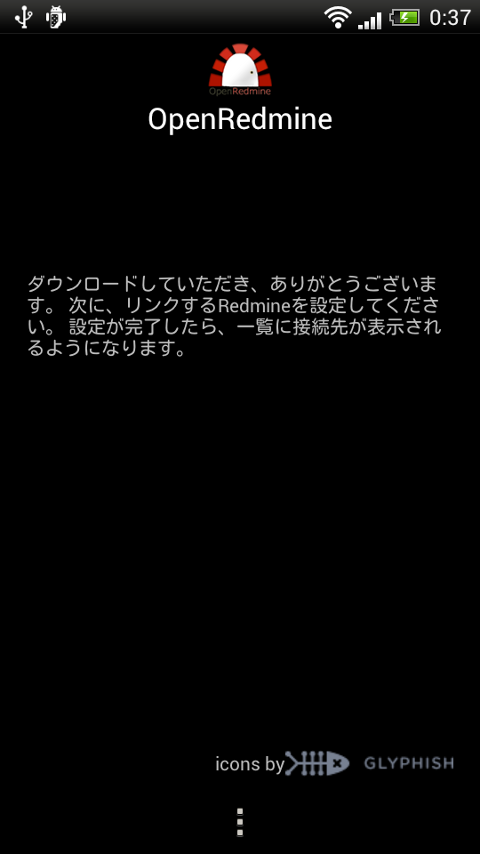 0:37
OpenRedmine
OpenRedmine
ダウンロードしていただき、ありがとうございま
す。 次に、リンクするRedmineを設定してくださ
い。 設定が完了したら、一覧に接続先が表示され
るようになります。
icons by GLYPHISH